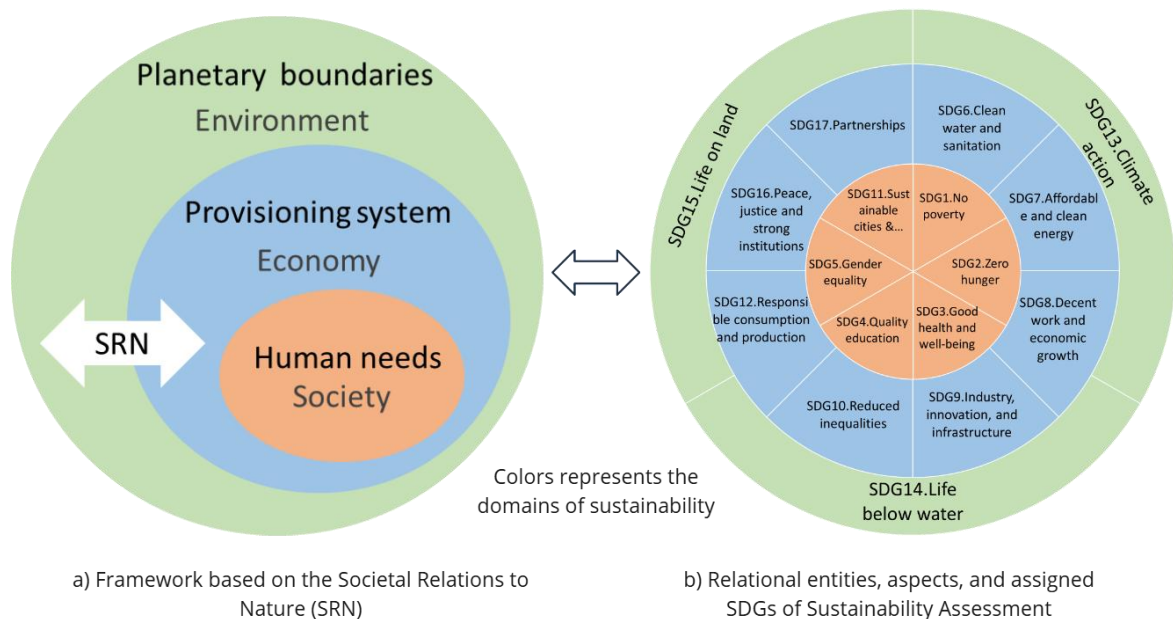 Planetary boundaries
Environment
Provisioning system
Economy
SRN
Human needs
Society
Colors represents the
domains of sustainability
a) Framework based on the Societal Relations to
Nature (SRN)
SDG15.Life on land
SDG13.Climate
action
SDG14.Life
below water
SDG17.Partnerships
SDG6.Clean
water and
sanitation
SDG16.Peace,
justice and
strong
institutions
SDG7.Affordabl
e and clean
energy
SDG12.Responsi
ble consumption
and production
SDG8.Decent
work and
economic
growth
SDG10.Reduced
inequalities
SDG9.Industry,
innovation, and
infrastructure
SDG11.Sust
ainable
cities &...
SDG1.No
poverty
SDG5.Gender
equality
SDG2.Zero
hunger
SDG4.Quality
education
SDG3.Good
health and
well-being
b) Relational entities, aspects, and assigned
SDGs of Sustainability Assessment